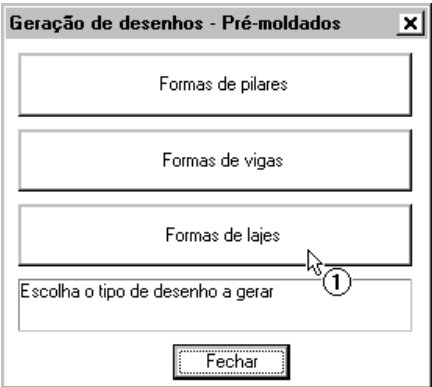 Geração de desenhos - Pré-moldados
Formas de pilares
Formas de vigas
Formas de lajes
1
Escolha o tipo de desenho a gerar
Fechar